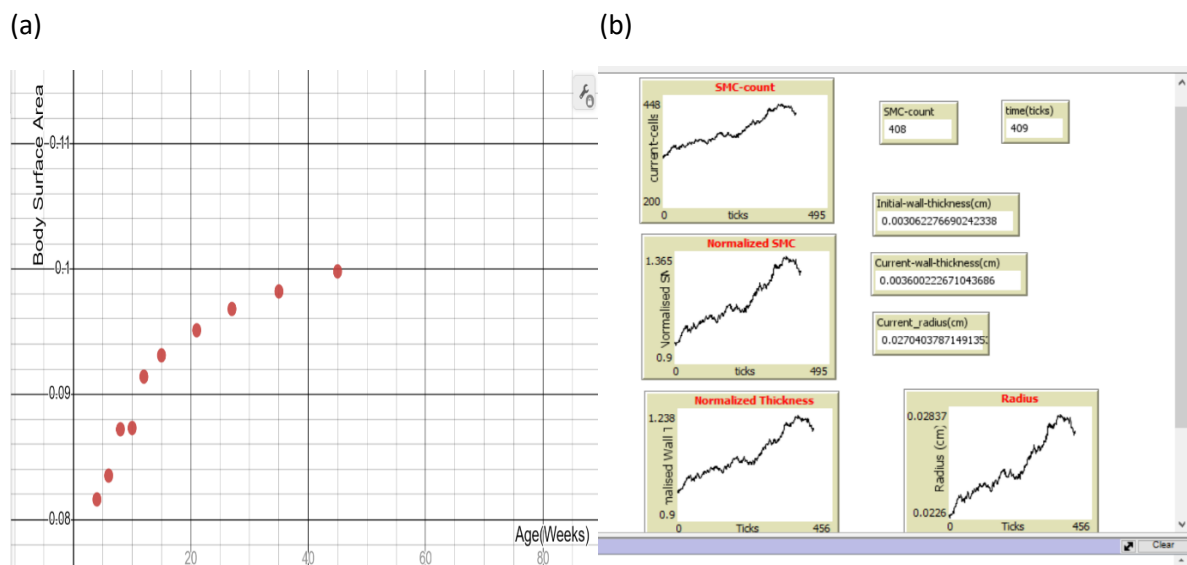 (a)
(b)
Body Surface Area
0.11
0.1
0.09
0.08
Age(Weeks)
20
40
60
80
SMC-count
448
current-cells
200
0
ticks
495
SMC-count
408
time(ticks)
409
Initial-wall-thickness(cm)
0.003062276690242338
Current-wall-thickness(cm)
0.003600222671043686
Current_radius(cm)
Normalized SMC
1.365
0.9
0
ticks
495
Normalized Thickness
1.238
0.9
0
Ticks
456
Radius
0.02837
Radius (cm)
0.0226
0
Ticks
456
Clear